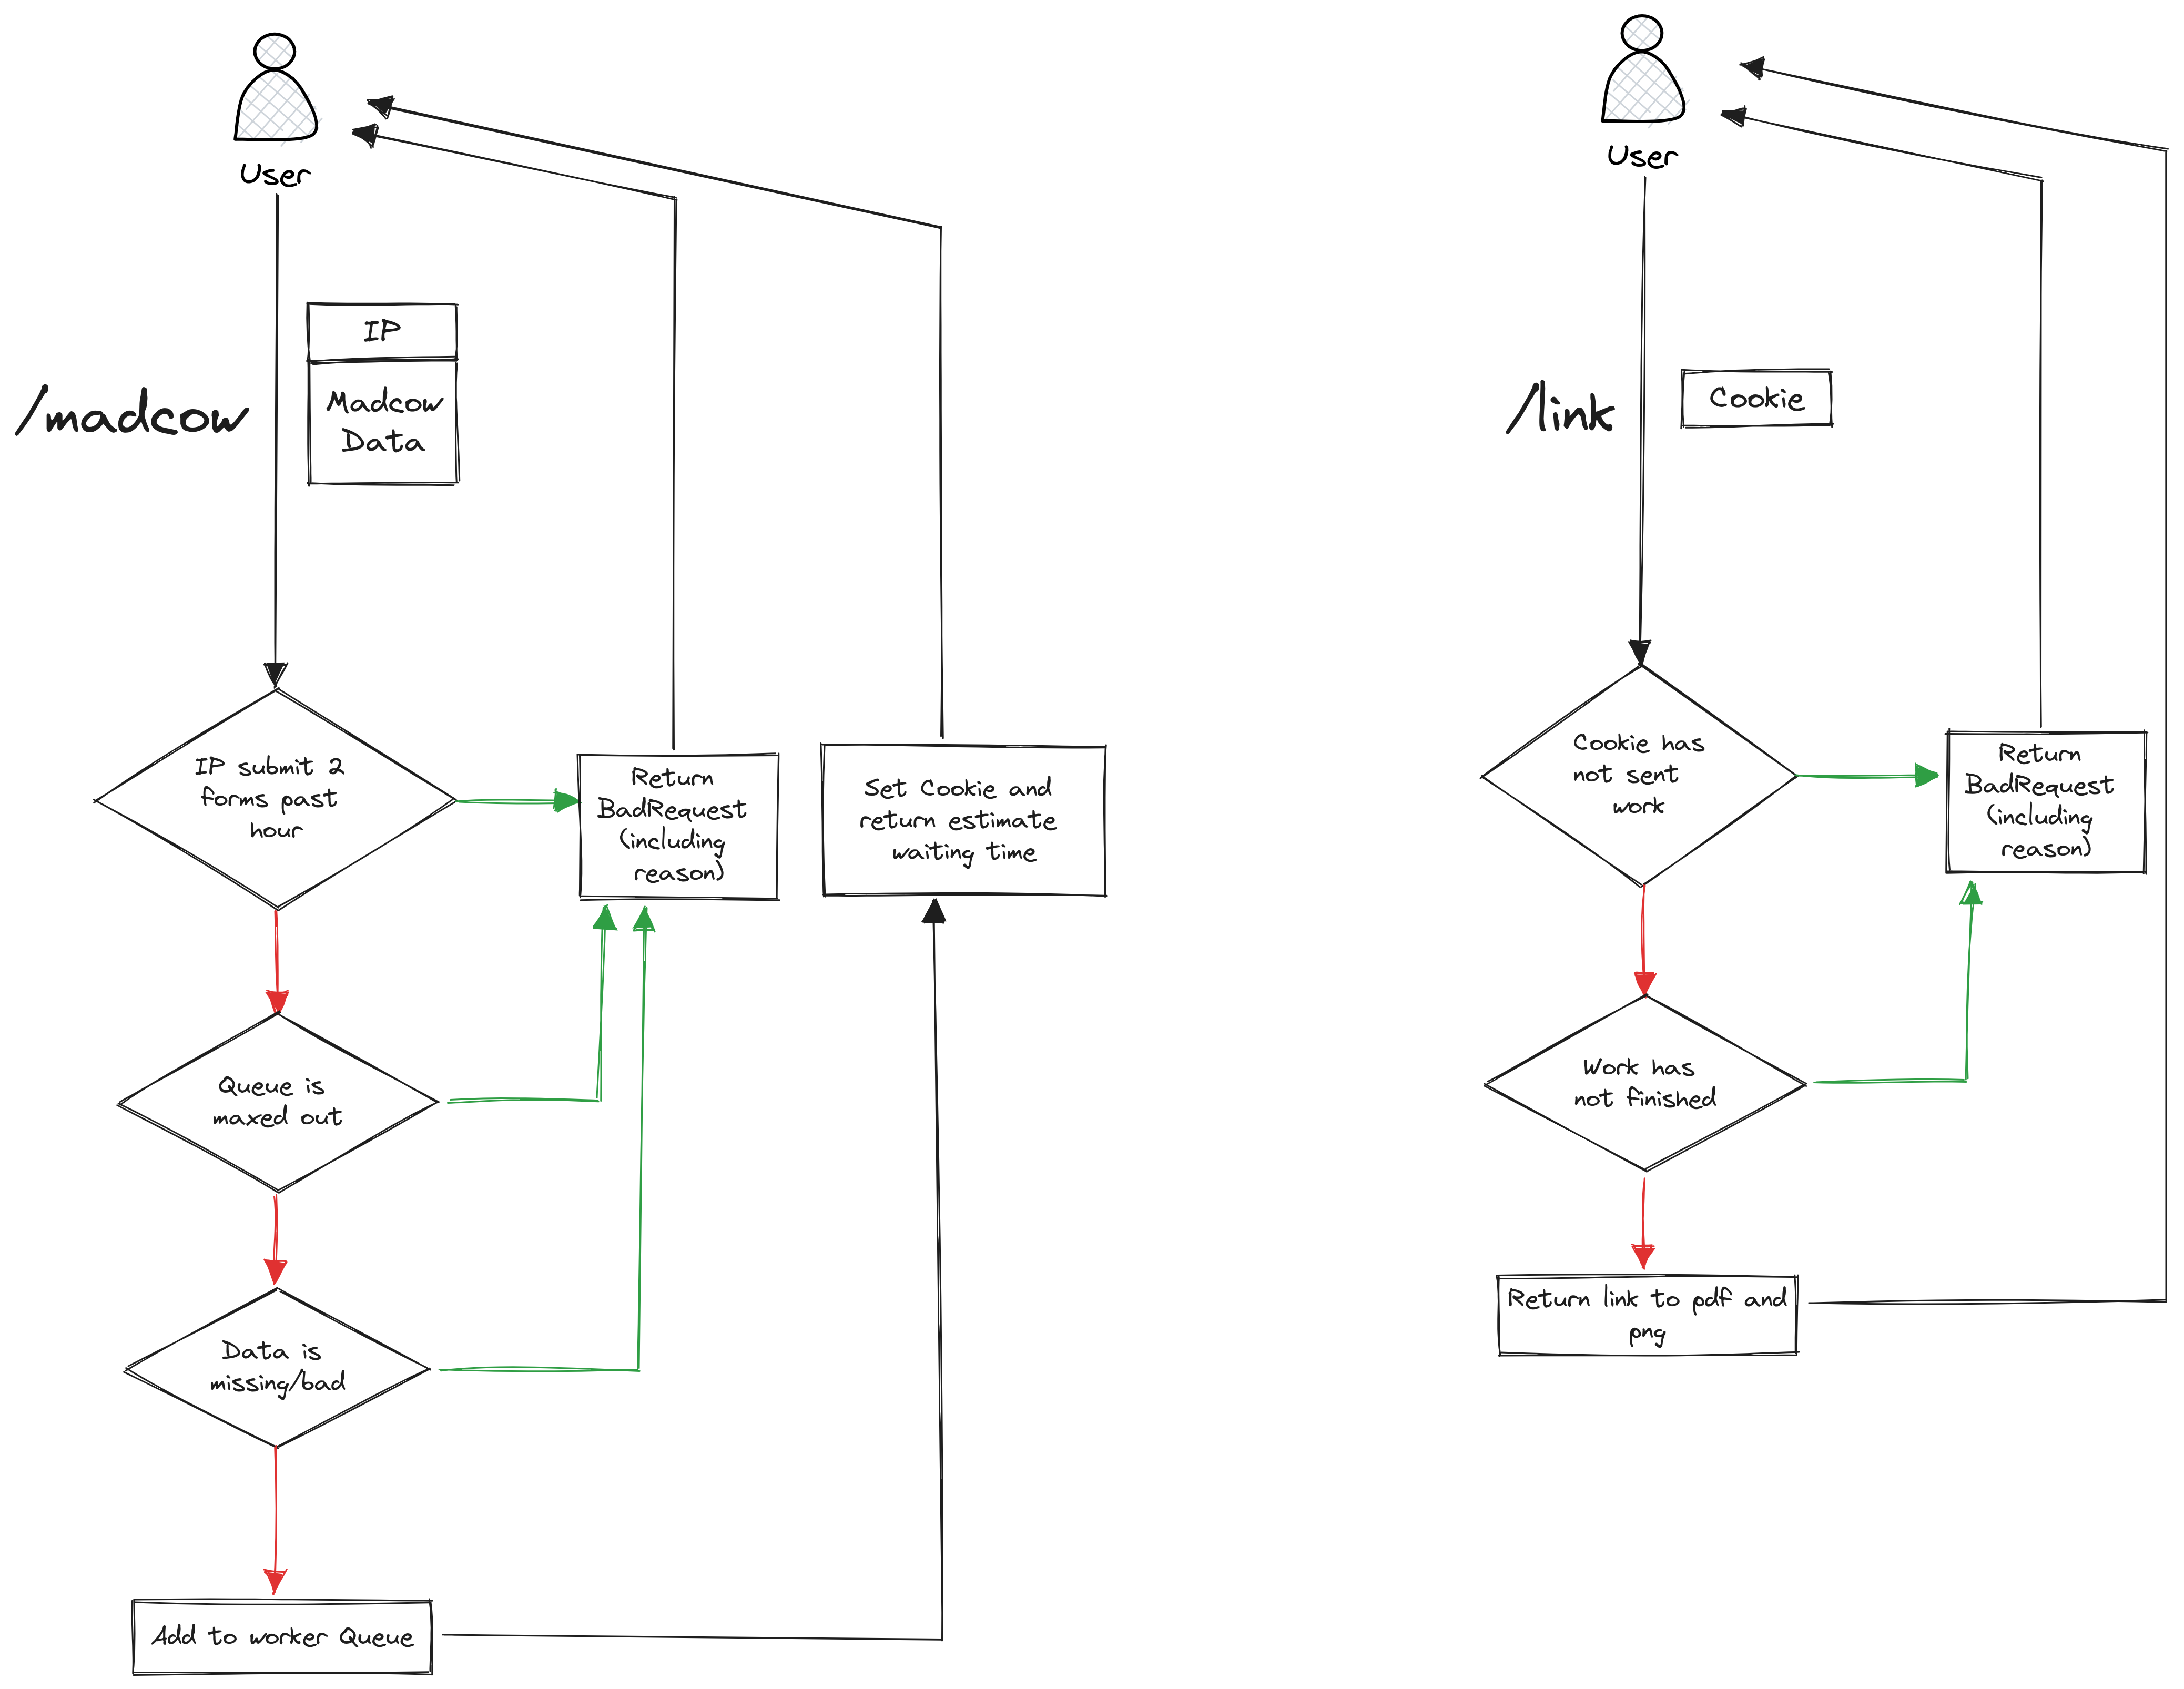 User
/madcow
IP
Madcow
Data
IP submit 2
forms past
hour
Return
BadRequest
(including
reason)
Set Cookie and
return estimate
waiting time
Queue is
maxed out
Data is
missing/bad
Add to worker Queue
User
/link
Cookie
Cookie has
not sent
work
Return
BadRequest
(including
reason)
Work has
not finished
Return link to pdf and
png